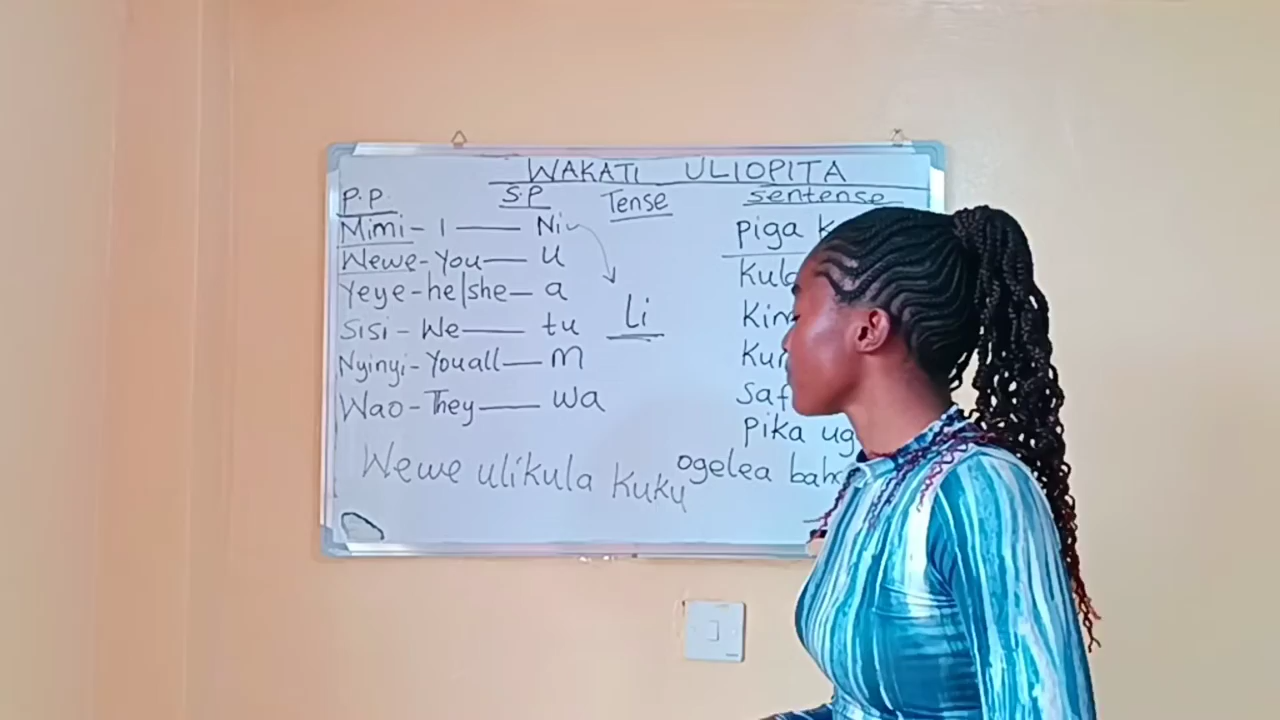 WAKATI ULIOPITA
P.P. S.P Tense sentense
Mimi - I — Ni piga
Wewe - You — U
Yeye - he/she — a
Li
Sisi - We — tu
Nyinyi - You all — M
Wao - They — wa
Pika
Wewe ulikula kuku
ogelea